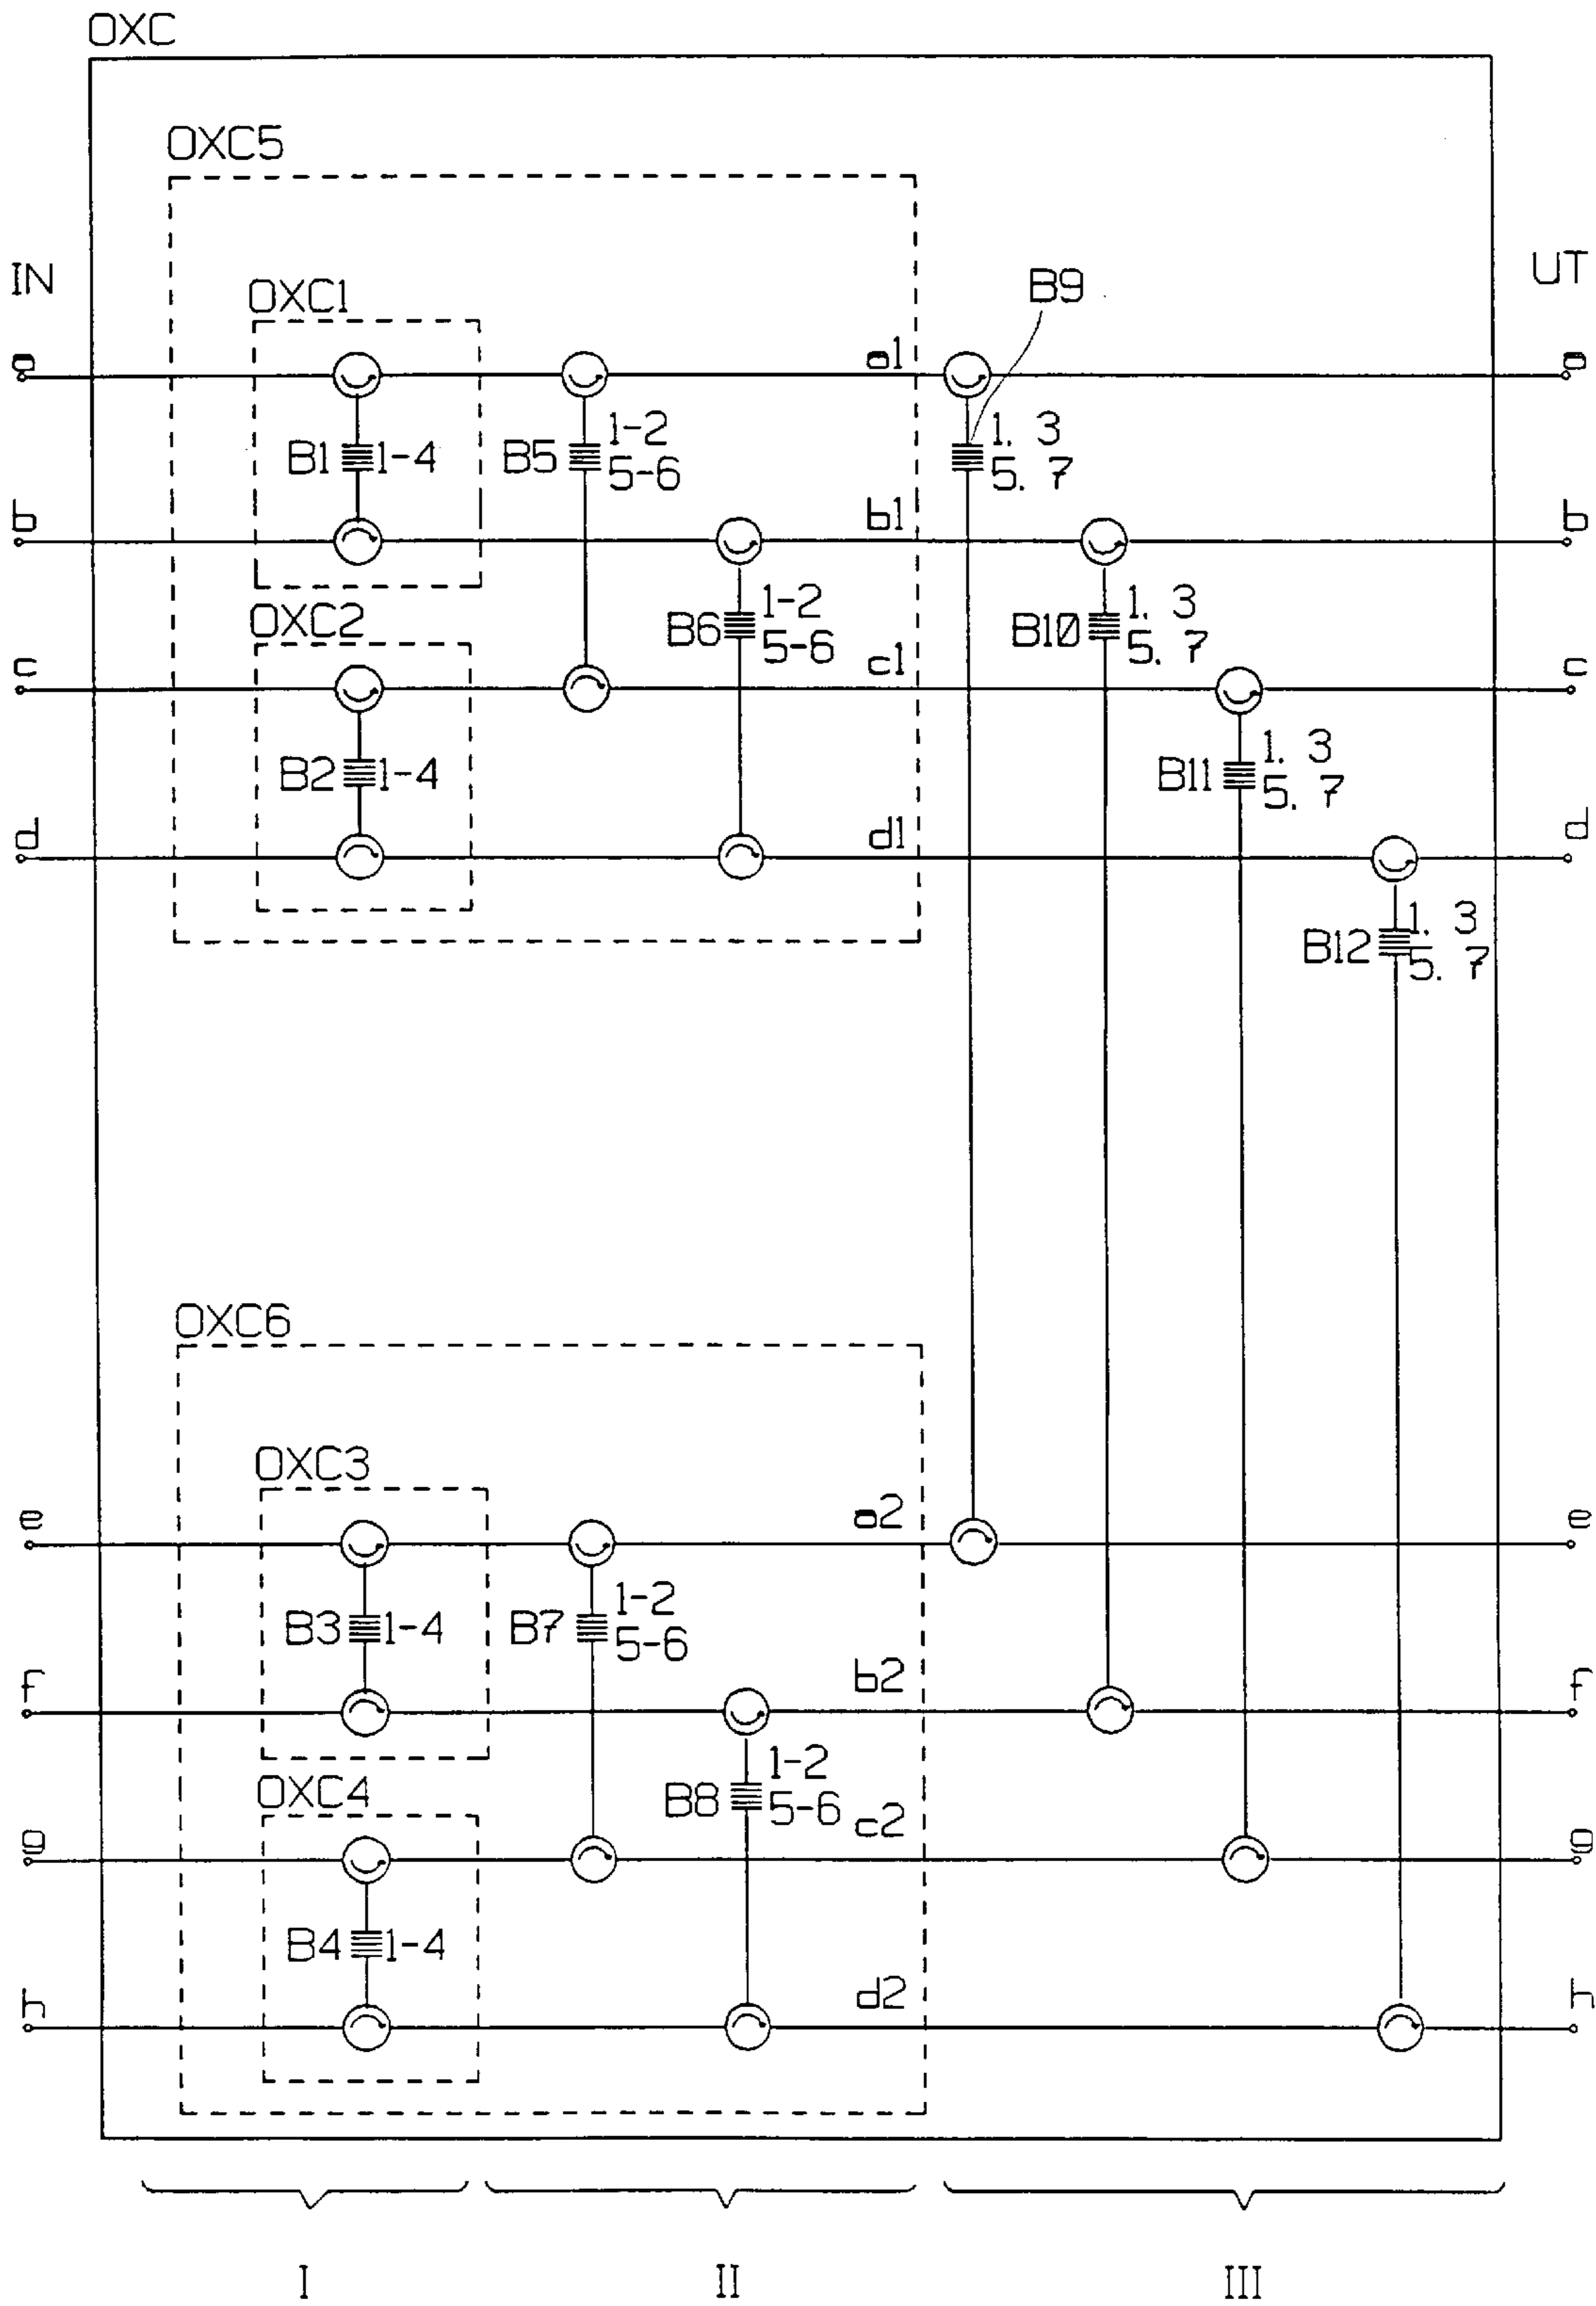 OXC
OXC5
IN
UT
OXC1
B9
a
a1
a
B1
1-4
B5
1-2
5-6
1. 3
5. 7
b
b1
b
OXC2
B6
1-2
5-6
B10
1. 3
5. 7
c
c1
c
B2
1-4
B11
1. 3
5. 7
d
d1
d
B12
1. 3
5. 7
OXC6
OXC3
e
a2
e
B3
1-4
B7
1-2
5-6
f
b2
f
OXC4
B8
1-2
5-6
g
c2
g
B4
1-4
h
d2
h
I
II
III